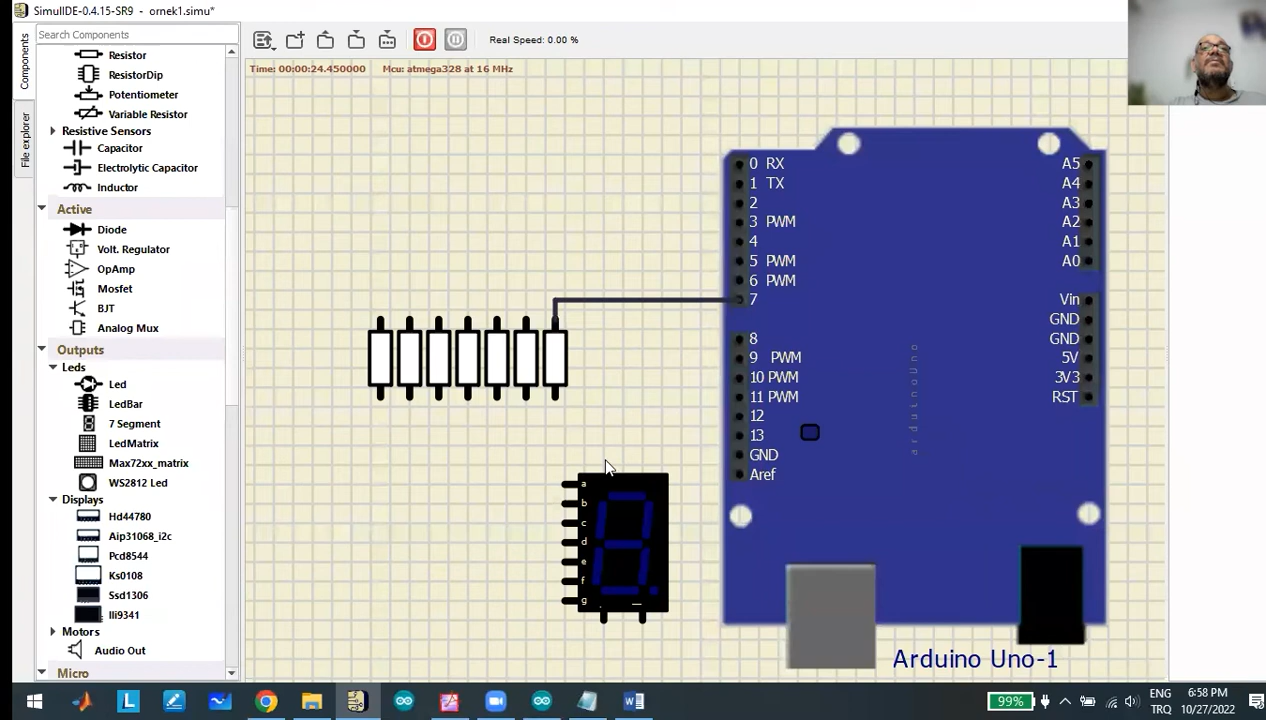 SimulIDE-0.4.15-SR9 - ornek1.simu*
Components
File explorer
Search Components
Resistor
ResistorDip
Potentiometer
Variable Resistor
Resistive Sensors
Capacitor
Electrolytic Capacitor
Inductor
Active
Diode
Volt. Regulator
OpAmp
Mosfet
BJT
Analog Mux
Outputs
Leds
Led
LedBar
7 Segment
LedMatrix
Max72xx_matrix
WS2812 Led
Displays
Hd44780
Aip31068_i2c
Pcd8544
Ks0108
Ssd1306
Ili9341
Motors
Audio Out
Micro
Real Speed: 0.00 %
Time: 00:00:24.450000 Mcu: atmega328 at 16 MHz
0 RX
1 TX
2
3 PWM
4
5 PWM
6 PWM
7
8
9 PWM
10 PWM
11 PWM
12
13
GND
Aref
A5
A4
A3
A2
A1
A0
Vin
GND
GND
5V
3V3
RST
arduinoUno
a
b
c
d
e
f
g
Arduino Uno-1
99%
ENG
TRQ
6:58 PM
10/27/2022